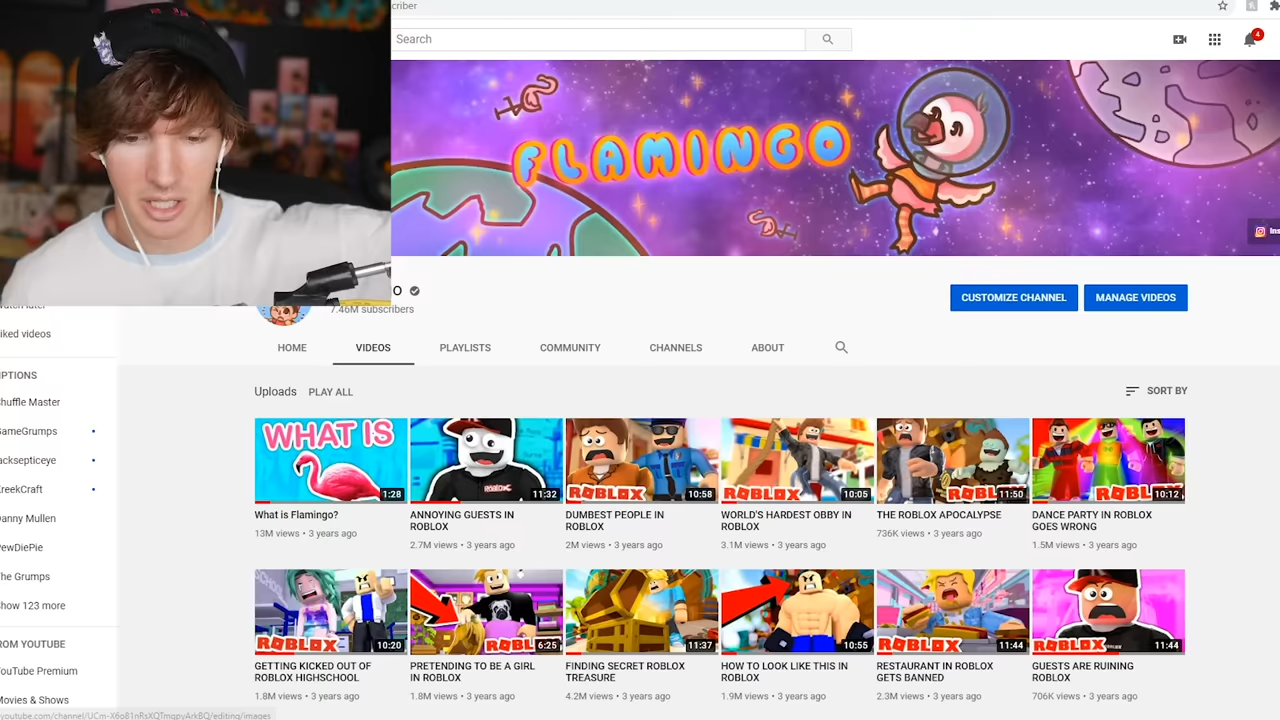 criber
Search
4
FLAMINGO
Ins
o
7.46M subscribers
CUSTOMIZE CHANNEL
MANAGE VIDEOS
iked videos
HOME
VIDEOS
PLAYLISTS
COMMUNITY
CHANNELS
ABOUT
IPTIONS
Uploads
PLAY ALL
SORT BY
huffle Master
GameGrumps
acksepticeye
KreekCraft
Danny Mullen
PewDiePie
he Grumps
how 123 more
ROM YOUTUBE
YouTube Premium
Movies & Shows
WHAT IS
1:28
ROBLOX
11:32
ROBLOX
10:58
ROBLOX
10:05
ROBLOX
11:50
ROBL
10:12
What is Flamingo?
ANNOYING GUESTS IN
ROBLOX
DUMBEST PEOPLE IN
ROBLOX
WORLD'S HARDEST OBBY IN
ROBLOX
THE ROBLOX APOCALYPSE
DANCE PARTY IN ROBLOX
GOES WRONG
13M views • 3 years ago
2.7M views • 3 years ago
2M views • 3 years ago
3.1M views • 3 years ago
736K views • 3 years ago
1.5M views • 3 years ago
ROBLOX
10:20
ROBL
6:25
11:37
10:55
ROBLOX
11:44
ROBLOX
11:44
GETTING KICKED OUT OF
ROBLOX HIGHSCHOOL
PRETENDING TO BE A GIRL
IN ROBLOX
FINDING SECRET ROBLOX
TREASURE
HOW TO LOOK LIKE THIS IN
ROBLOX
RESTAURANT IN ROBLOX
GETS BANNED
GUESTS ARE RUINING
ROBLOX
1.8M views • 3 years ago
1.8M views • 3 years ago
4.2M views • 3 years ago
1.9M views • 3 years ago
2.3M views • 3 years ago
706K views • 3 years ago